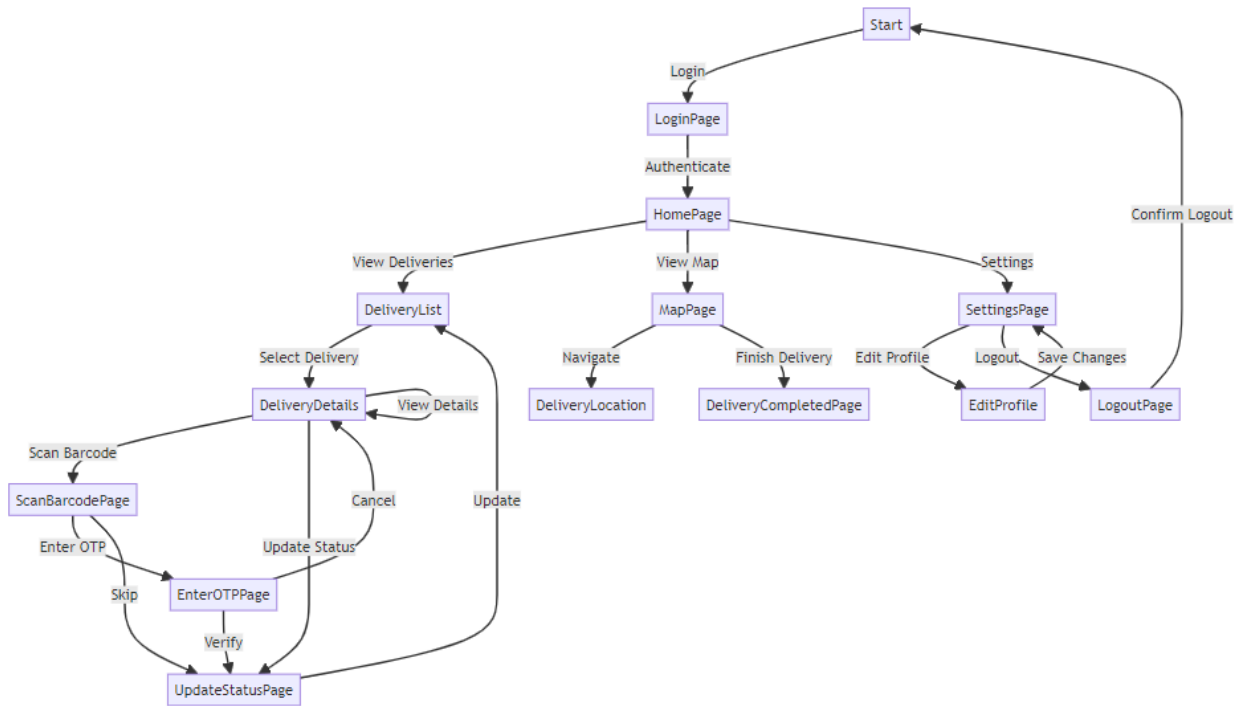 Start
Login
LoginPage
Authenticate
HomePage
Confirm Logout
View Deliveries
View Map
Settings
DeliveryList
MapPage
SettingsPage
Select Delivery
Navigate
Finish Delivery
Edit Profile
Logout
Save Changes
DeliveryDetails
View Details
DeliveryLocation
DeliveryCompletedPage
EditProfile
LogoutPage
Scan Barcode
ScanBarcodePage
Cancel
Update
Enter OTP
Update Status
EnterOTPPage
Skip
Verify
UpdateStatusPage